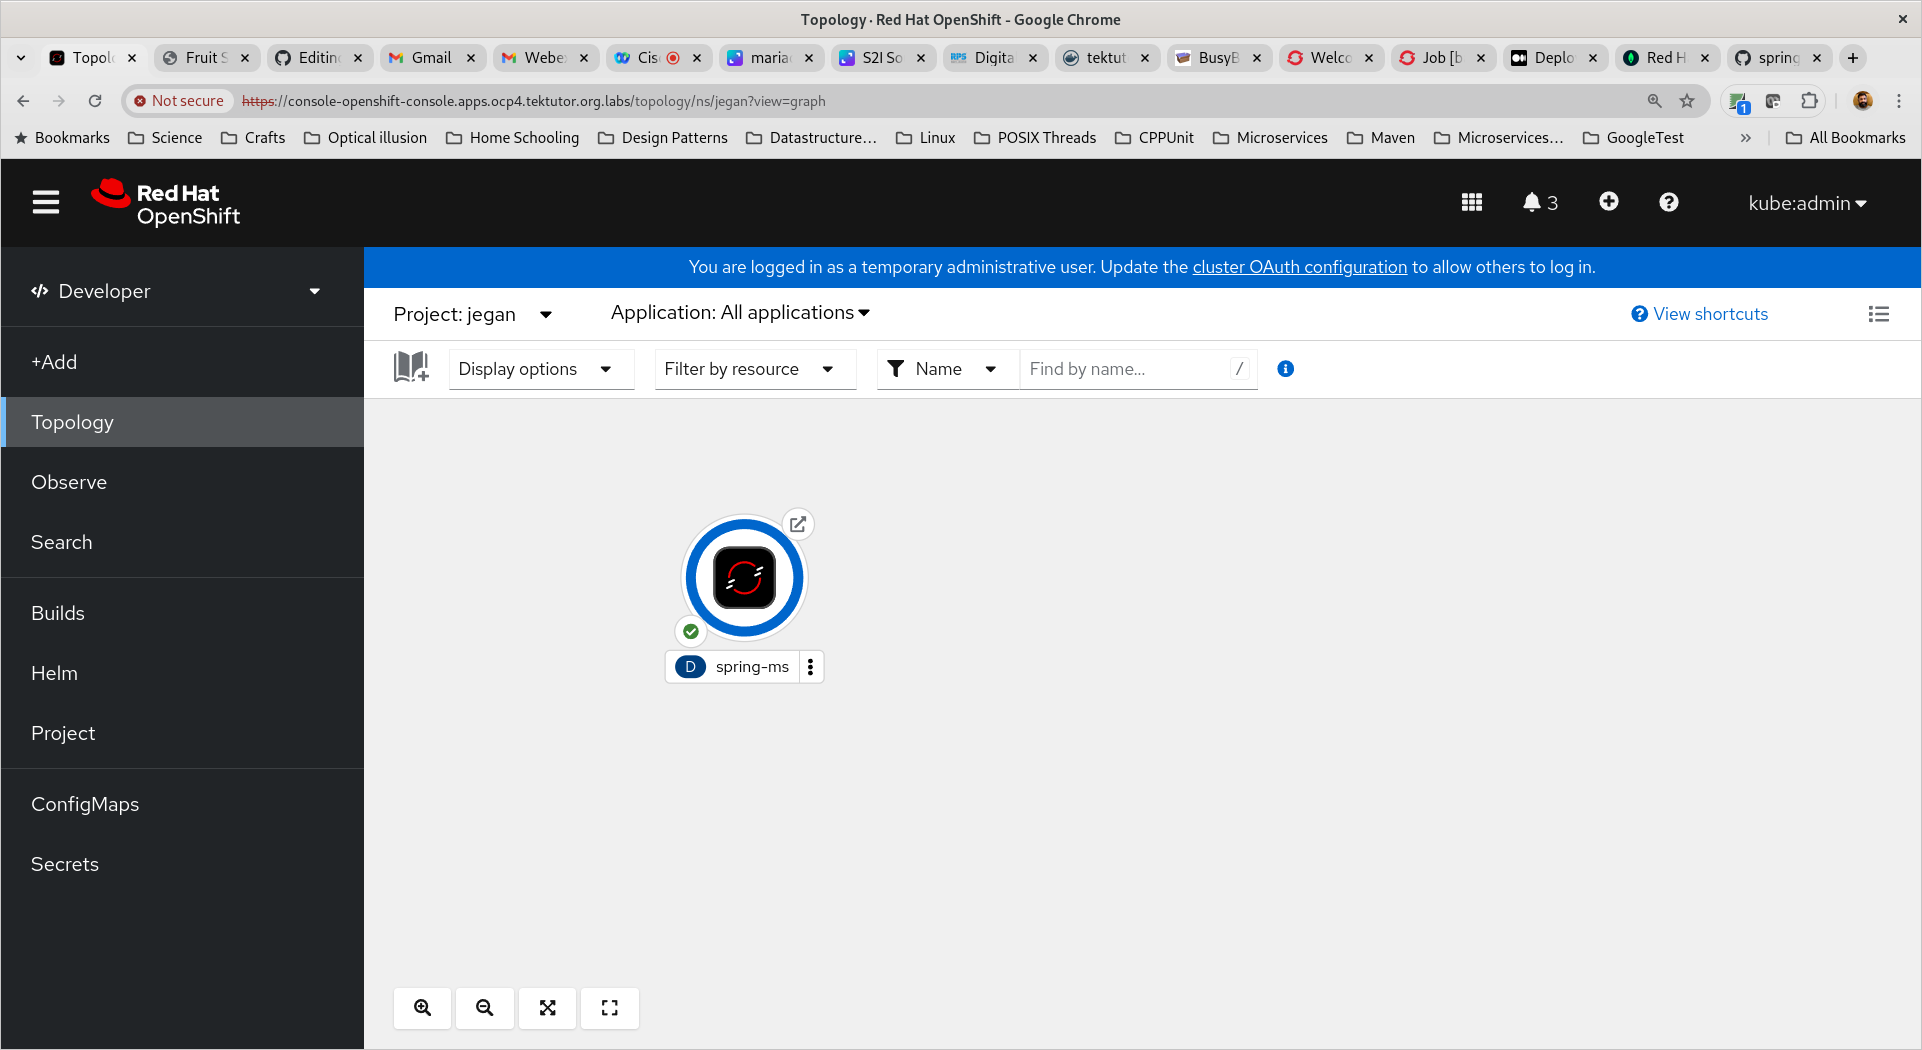 Topology · Red Hat OpenShift - Google Chrome
Topolo Fruit S Editin Gmail Webe Cis maria S2I So Digita tektut BusyB Welco Job [b Deplo Red H spring
Not secure https://console-openshift-console.apps.ocp4.tektutor.org.labs/topology/ns/jegan?view=graph 1
Bookmarks Science Crafts Optical illusion Home Schooling Design Patterns Datastructure... Linux POSIX Threads CPPUnit Microservices Maven Microservices... GoogleTest » All Bookmarks
Red Hat
OpenShift
3
kube:admin
You are logged in as a temporary administrative user. Update the cluster OAuth configuration to allow others to log in.
Developer
Project: jegan Application: All applications View shortcuts
+Add
Display options Filter by resource Name Find by name... /
Topology
Observe
Search
Builds
Helm
Project
ConfigMaps
Secrets
D spring-ms